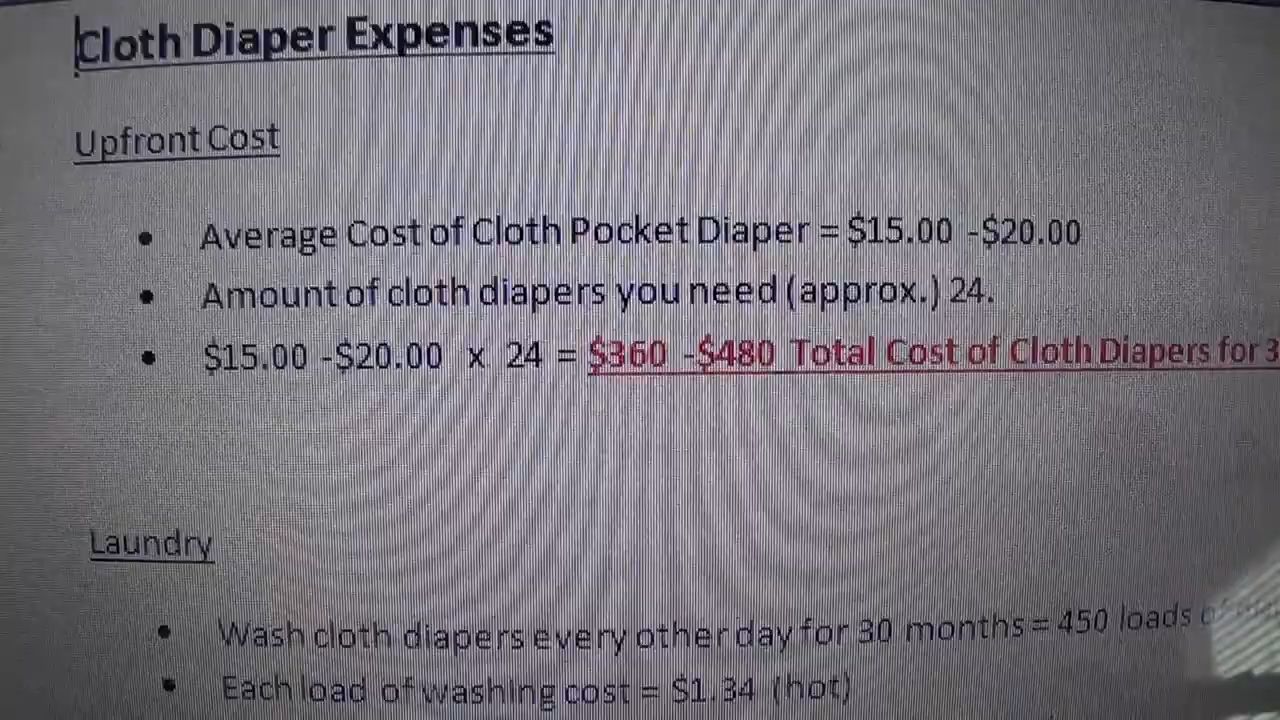 Cloth Diaper Expenses
Upfront Cost
• Average Cost of Cloth Pocket Diaper = $15.00 -$20.00
• Amount of cloth diapers you need (approx.) 24.
• $15.00 -$20.00 x 24 = $360 -$480 Total Cost of Cloth Diapers for 3
Laundry
• Wash cloth diapers every other day for 30 months = 450 loads
• Each load of washing cost = $1.34 (hot)